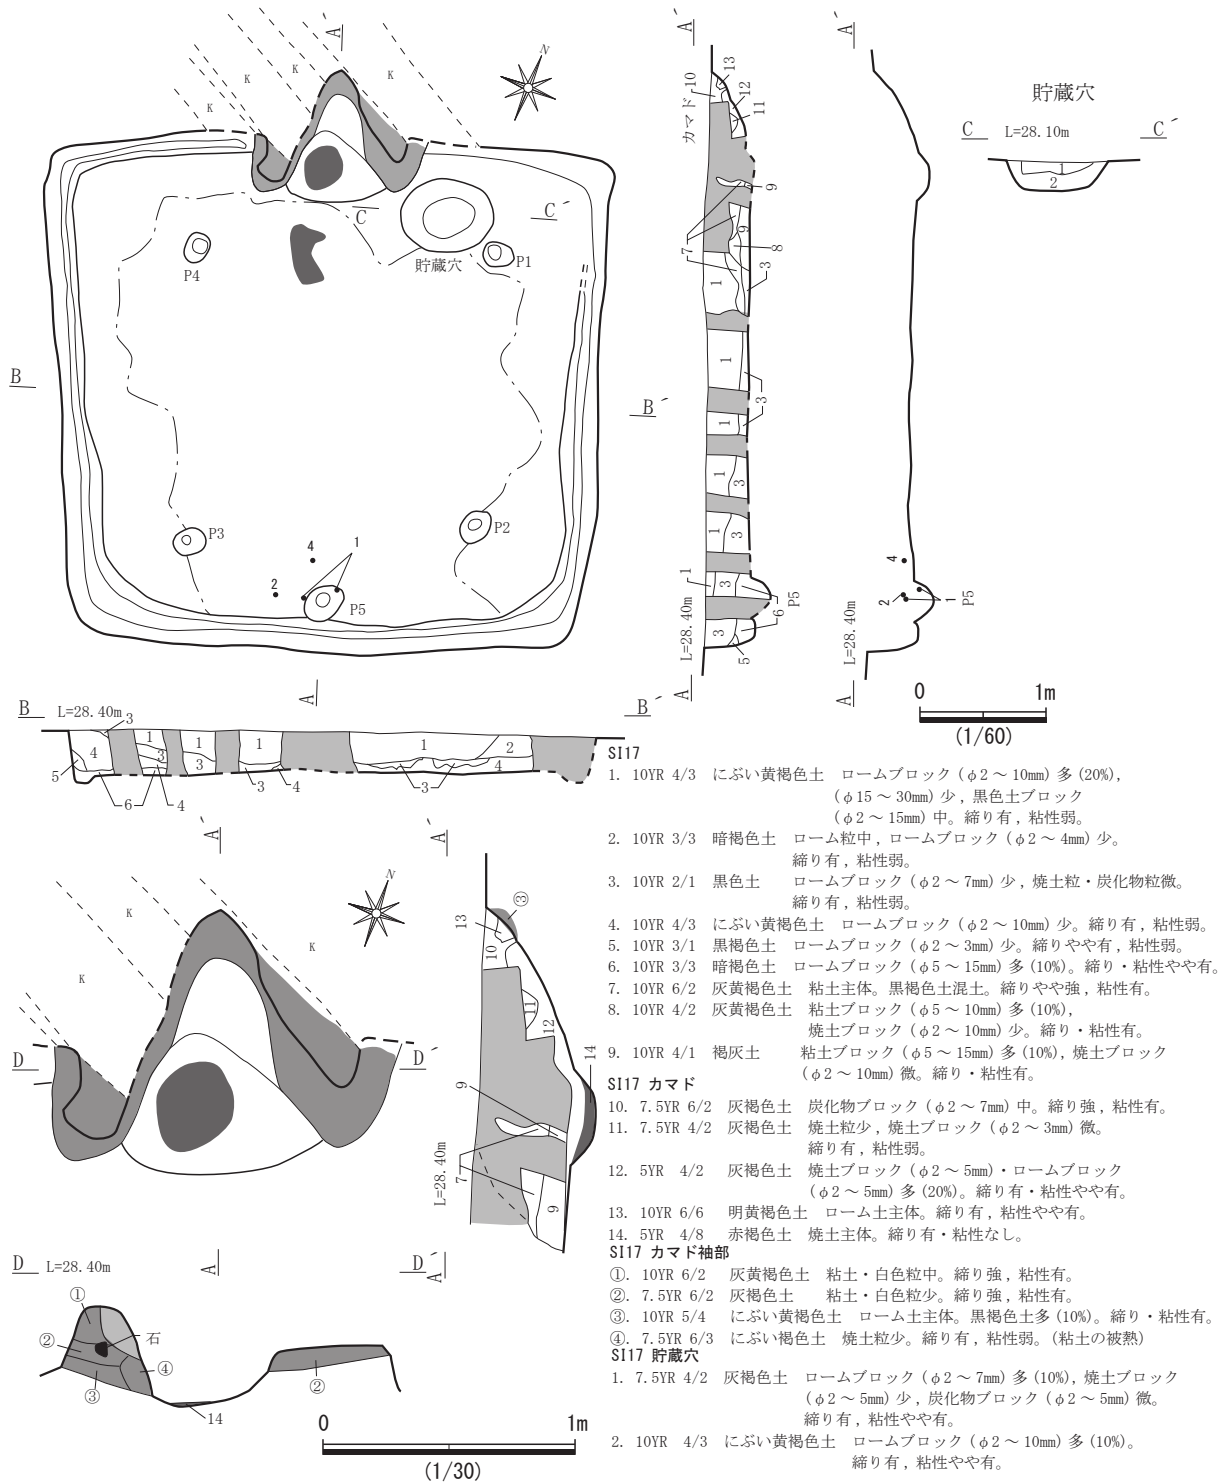 A
A´
A´
N
K
K
K
K
C
C´
貯蔵穴
P4
P1
B
B´
P3
P2
4
1
2
P5
A
カマド
10
13
12
11
9
7
9
8
3
1
1
3
1
3
1
3
1
3
1
3
P5
6
3
5
L=28.40m
A
4
2
1
P5
L=28.40m
A
貯蔵穴
C L=28.10m C´
1
2
0 1m
(1/60)
B L=28.40m B´
3
4
5
1
3
6
4
1
3
1
3
4
1
3
2
4
A´
A´
N
K
K
K
D
D´
A
13
③
10
11
12
14
9
7
9
L=28.40m
A
D L=28.40m D´
①
②
石
④
③
②
14
0 1m
(1/30)
SI17
1. 10YR 4/3 にぶい黄褐色土 ロームブロック (φ2～10mm) 多 (20%),
(φ15～30mm) 少 , 黒色土ブロック
(φ2～15mm) 中。締り有 , 粘性弱。
2. 10YR 3/3 暗褐色土 ローム粒中 , ロームブロック (φ2～4mm) 少。
締り有 , 粘性弱。
3. 10YR 2/1 黒色土 ロームブロック (φ2～7mm) 少 , 焼土粒・炭化物粒微。
締り有 , 粘性弱。
4. 10YR 4/3 にぶい黄褐色土 ロームブロック (φ2～10mm) 少。締り有 , 粘性弱。
5. 10YR 3/1 黒褐色土 ロームブロック (φ2～3mm) 少。締りやや有 , 粘性弱。
6. 10YR 3/3 暗褐色土 ロームブロック (φ5～15mm) 多 (10%)。締り・粘性やや有。
7. 10YR 6/2 灰黄褐色土 粘土主体。黒褐色土混土。締りやや強 , 粘性有。
8. 10YR 4/2 灰黄褐色土 粘土ブロック (φ5～10mm) 多 (10%),
焼土ブロック (φ2～10mm) 少。締り・粘性有。
9. 10YR 4/1 褐灰土 粘土ブロック (φ5～15mm) 多 (10%), 焼土ブロック
(φ2～10mm) 微。締り・粘性有。
SI17 カマド
10. 7.5YR 6/2 灰褐色土 炭化物ブロック (φ2～7mm) 中。締り強 , 粘性有。
11. 7.5YR 4/2 灰褐色土 焼土粒少 , 焼土ブロック (φ2～3mm) 微。
締り有 , 粘性弱。
12. 5YR 4/2 灰褐色土 焼土ブロック (φ2～5mm)・ロームブロック
(φ2～5mm) 多 (20%)。締り有・粘性やや有。
13. 10YR 6/6 明黄褐色土 ローム土主体。締り有 , 粘性やや有。
14. 5YR 4/8 赤褐色土 焼土主体。締り有・粘性なし。
SI17 カマド袖部
①. 10YR 6/2 灰黄褐色土 粘土・白色粒中。締り強 , 粘性有。
②. 7.5YR 6/2 灰褐色土 粘土・白色粒少。締り強 , 粘性有。
③. 10YR 5/4 にぶい黄褐色土 ローム土主体。黒褐色土多 (10%)。締り・粘性有。
④. 7.5YR 6/3 にぶい褐色土 焼土粒少。締り有 , 粘性弱。(粘土の被熱)
SI17 貯蔵穴
1. 7.5YR 4/2 灰褐色土 ロームブロック (φ2～7mm) 多 (10%), 焼土ブロック
(φ2～5mm) 少 , 炭化物ブロック (φ2～5mm) 微。
締り有 , 粘性やや有。
2. 10YR 4/3 にぶい黄褐色土 ロームブロック (φ2～10mm) 多 (10%)。
締り有 , 粘性やや有。